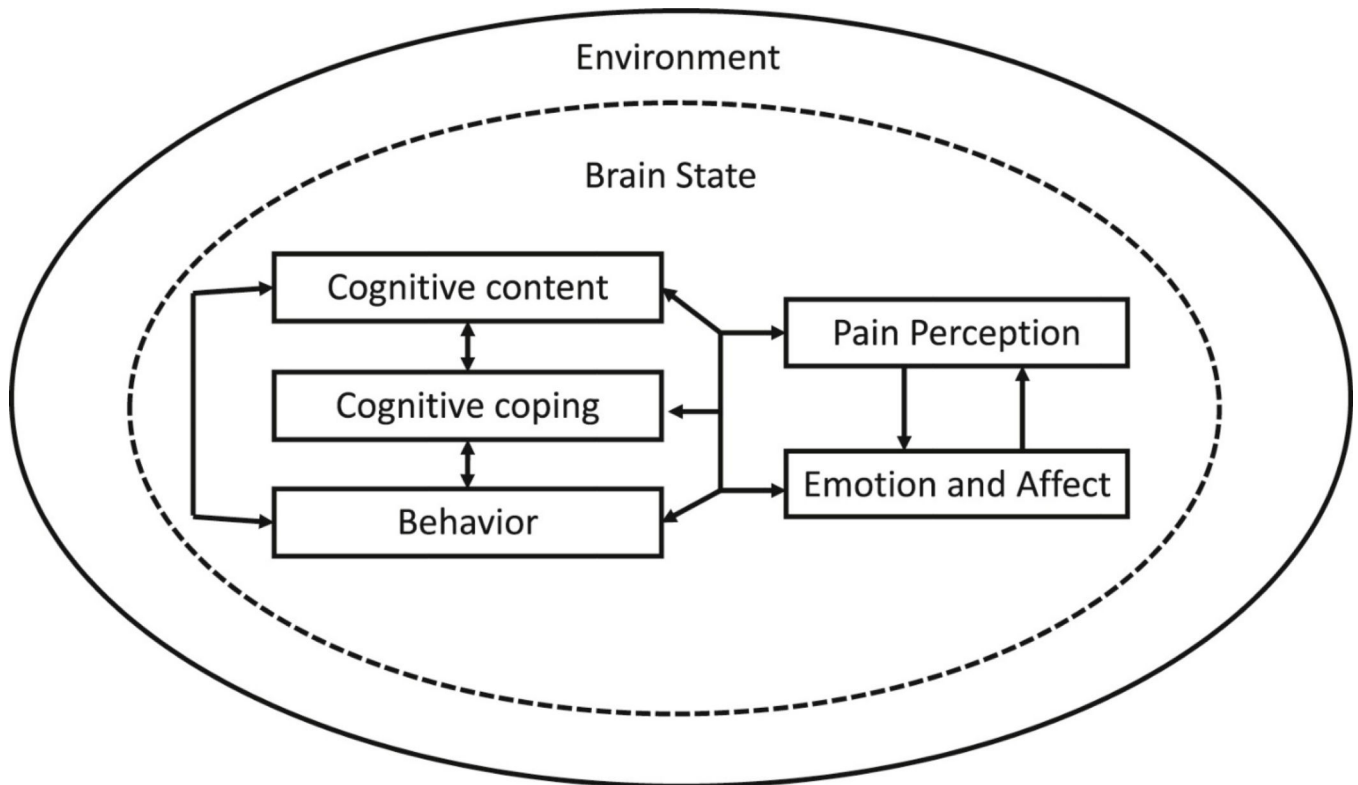 Environment
Brain State
Cognitive content
Cognitive coping
Behavior
Pain Perception
Emotion and Affect